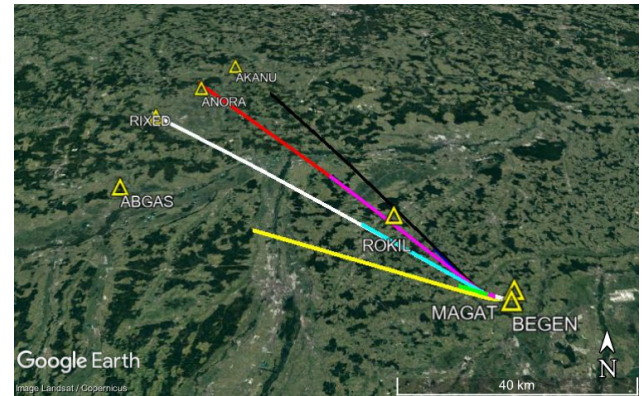 AKANU
ANORA
RIXED
ABGAS
ROKIL
MAGAT
BEGEN
N
Google Earth
Image Landsat / Copernicus
40 km